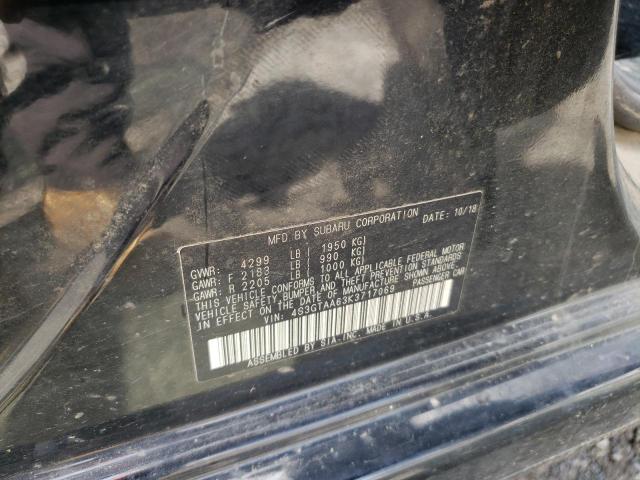 MFD BY SUBARU CORPORATION DATE: 10/18
GVWR: 4299 LB [ 1950 KG]
GAWR: F 2183 LB [ 990 KG]
GAWR: R 2205 LB [ 1000 KG]
THIS VEHICLE CONFORMS TO ALL APPLICABLE FEDERAL MOTOR
VEHICLE SAFETY, BUMPER, AND THEFT PREVENTION STANDARDS
IN EFFECT ON THE DATE OF MANUFACTURE SHOWN ABOVE.
VIN: 4S3GTAA63K3717069 PASSENGER CAR
ASSEMBLED BY SIA-INC. MADE IN U.S.A.